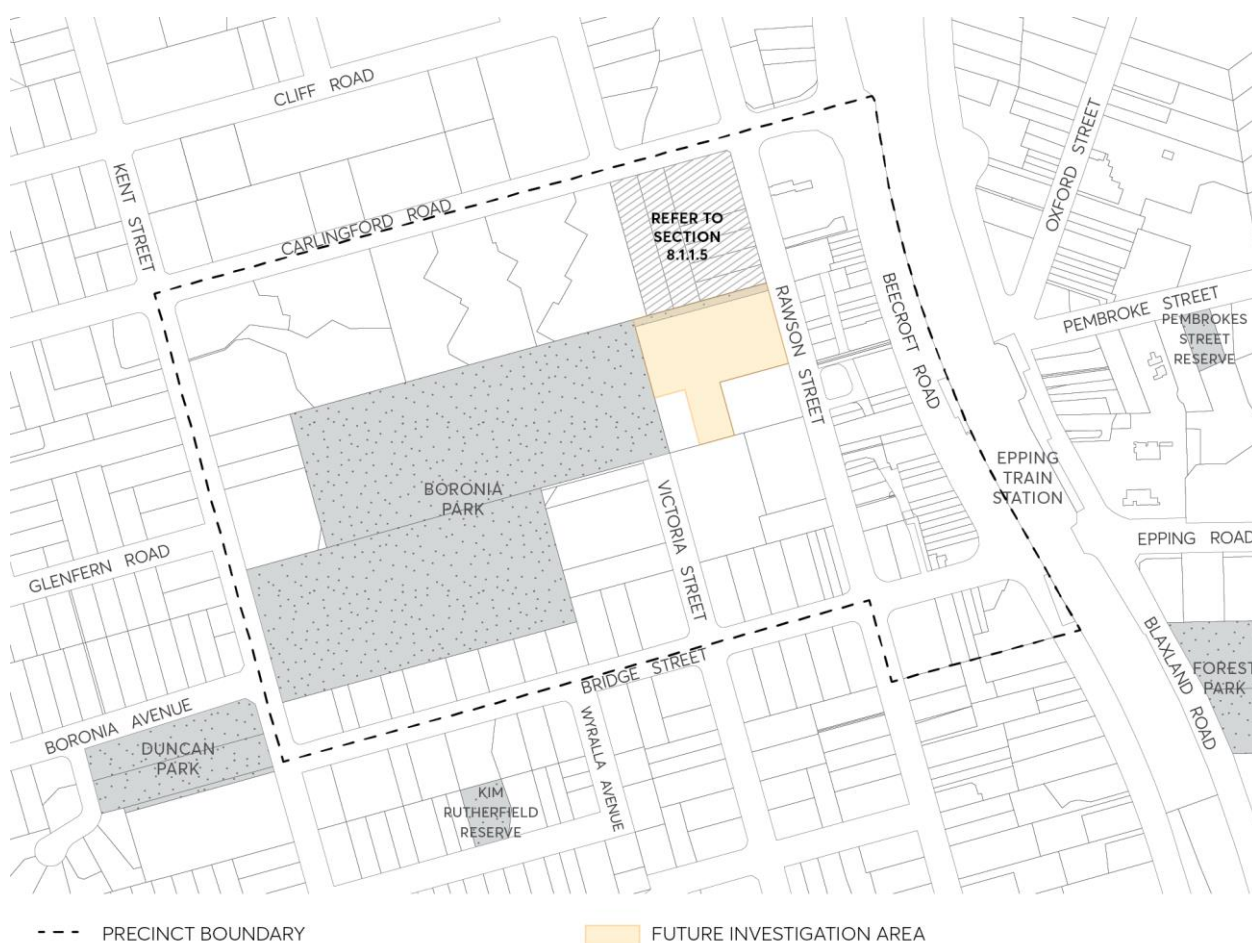 CLIFF ROAD
KENT STREET
CARLINGFORD ROAD
REFER TO
SECTION
8.1.1.5
RAWSON STREET
BEECROFT ROAD
OXFORD STREET
PEMBROKE STREET
PEMBROKES
STREET
RESERVE
EPPING
TRAIN
STATION
EPPING ROAD
BORONIA
PARK
VICTORIA STREET
GLENFERN ROAD
BLAXLAND ROAD
FOREST
PARK
BRIDGE STREET
BORONIA AVENUE
DUNCAN
PARK
WYRALLA AVENUE
KIM
RUTHERFIELD
RESERVE
PRECINCT BOUNDARY
FUTURE INVESTIGATION AREA